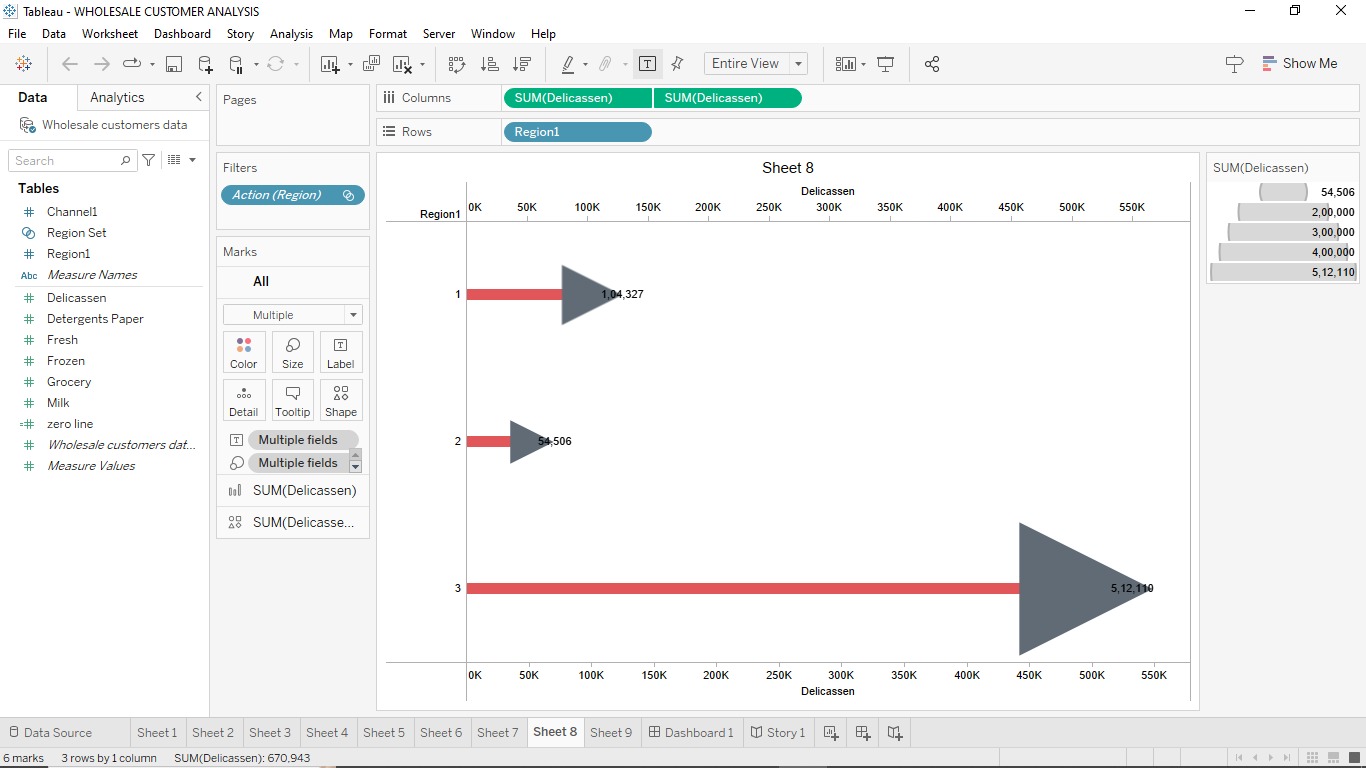 Tableau - WHOLESALE CUSTOMER ANALYSIS
File Data Worksheet Dashboard Story Analysis Map Format Server Window Help
Entire View
Show Me
Data Analytics
Wholesale customers data
Search
Tables
Channel1
Region Set
Region1
Abc Measure Names
Delicassen
Detergents Paper
Fresh
Frozen
Grocery
Milk
zero line
Wholesale customers dat...
Measure Values
Pages
Filters
Action (Region)
Marks
All
Multiple
Color Size Label
Detail Tooltip Shape
Multiple fields
Multiple fields
SUM(Delicassen)
SUM(Delicasse...
Columns SUM(Delicassen) SUM(Delicassen)
Rows Region1
Sheet 8
Delicassen
Region1 0K 50K 100K 150K 200K 250K 300K 350K 400K 450K 500K 550K
1 1,04,327
2 54,506
3 5,12,110
0K 50K 100K 150K 200K 250K 300K 350K 400K 450K 500K 550K
Delicassen
SUM(Delicassen)
54,506
2,00,000
3,00,000
4,00,000
5,12,110
Data Source Sheet 1 Sheet 2 Sheet 3 Sheet 4 Sheet 5 Sheet 6 Sheet 7 Sheet 8 Sheet 9 Dashboard 1 Story 1
6 marks 3 rows by 1 column SUM(Delicassen): 670,943